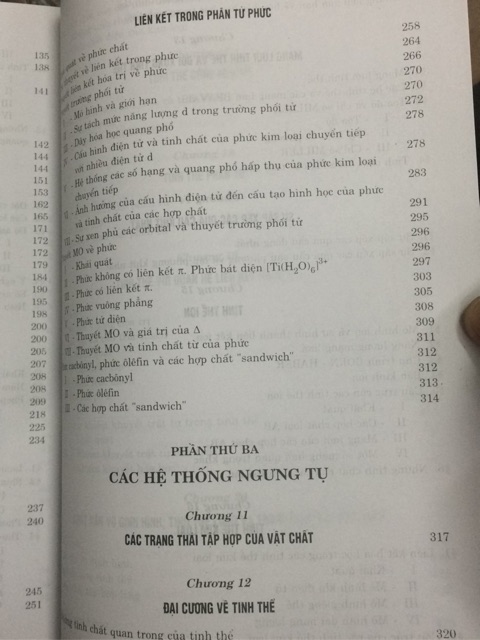 LIÊN KẾT TRONG PHÂN TỬ PHỨC
quát về phức chất 258
thuyết về liên kết trong phức 264
liên kết hóa trị về phức 266
trường phối tử 270
- Mô hình và giới hạn 270
- Sự tách mức năng lượng d trong trường phối tử 272
- Dãy hóa học quang phổ 278
- Cấu hình điện tử và tính chất của phức kim loại chuyển tiếp
với nhiều điện tử d 278
- Hệ thống các số hạng và quang phổ hấp thụ của phức kim loại
chuyển tiếp 283
- Ảnh hưởng của cấu hình điện tử đến cấu tạo hình học của phức
và tính chất của các hợp chất 291
- Sự xen phủ các orbital và thuyết trường phối tử 295
thuyết MO về phức 296
- Khái quát 296
- Phức không có liên kết π. Phức bát diện [Ti(H₂O)₆]³⁺ 297
- Phức có liên kết π. 303
- Phức vuông phẳng 305
- Phức tứ diện 308
- Thuyết MO và giá trị của Δ 309
- Thuyết MO và tính chất từ của phức 311
cacbônyl, phức ôlêfin và các hợp chất "sandwich" 312
- Phức cacbônyl 312
- Phức ôlêfin 313
- Các hợp chất "sandwich" 314
PHẦN THỨ BA
CÁC HỆ THỐNG NGƯNG TỤ
Chương 11
CÁC TRẠNG THÁI TẬP HỢP CỦA VẬT CHẤT 317
Chương 12
ĐẠI CƯƠNG VỀ TINH THỂ
tính chất quan trọng của tinh thể 320
135
138
141
142
144
144
151
153
162
165
171
172
172
179
184
190
195
198
200
200
205
207
208
208
209
218
225
234
237
240
245
251